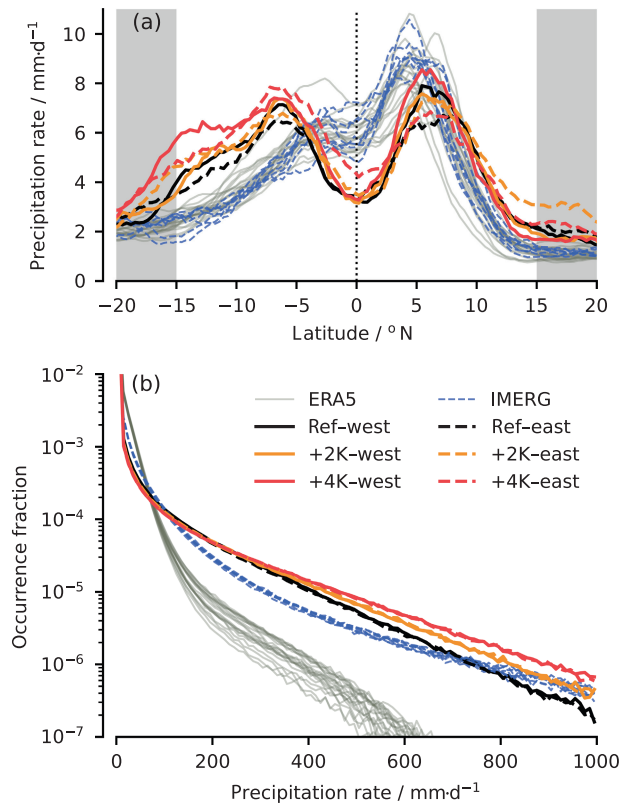 (a)
Precipitation rate / mm·d⁻¹
10
8
6
4
2
0
−20 −15 −10 −5 0 5 10 15 20
Latitude / °N
(b)
Occurrence fraction
10⁻²
10⁻³
10⁻⁴
10⁻⁵
10⁻⁶
10⁻⁷
ERA5 IMERG
Ref–west Ref–east
+2K–west +2K–east
+4K–west +4K–east
0 200 400 600 800 1000
Precipitation rate / mm·d⁻¹